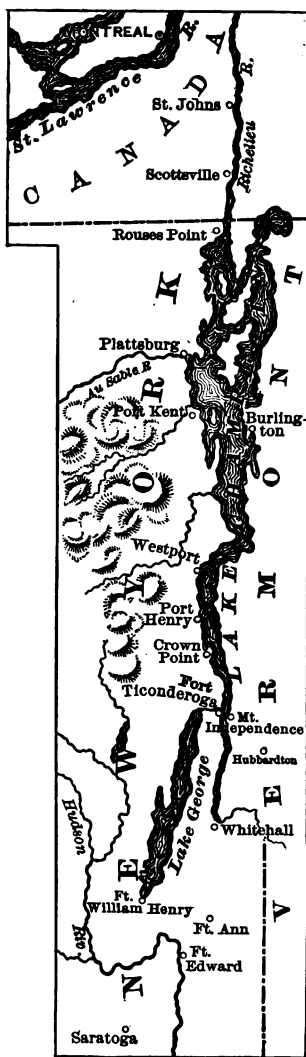 MONTREAL
R.
St. Lawrence
CANADA
R.
St. Johns
Scottsville
Richelieu
Rouses Point
Plattsburg
Au Sable R
Port Kent
Burling-
ton
LAKE CHAMPLAIN
Westport
Port
Henry
Crown
Point
Fort
Ticonderoga
Mt.
Independence
Hubbardton
Lake George
Whitehall
Hudson
Riv.
Ft.
William Henry
Ft. Ann
Ft.
Edward
Saratoga
NEW YORK
VERMONT